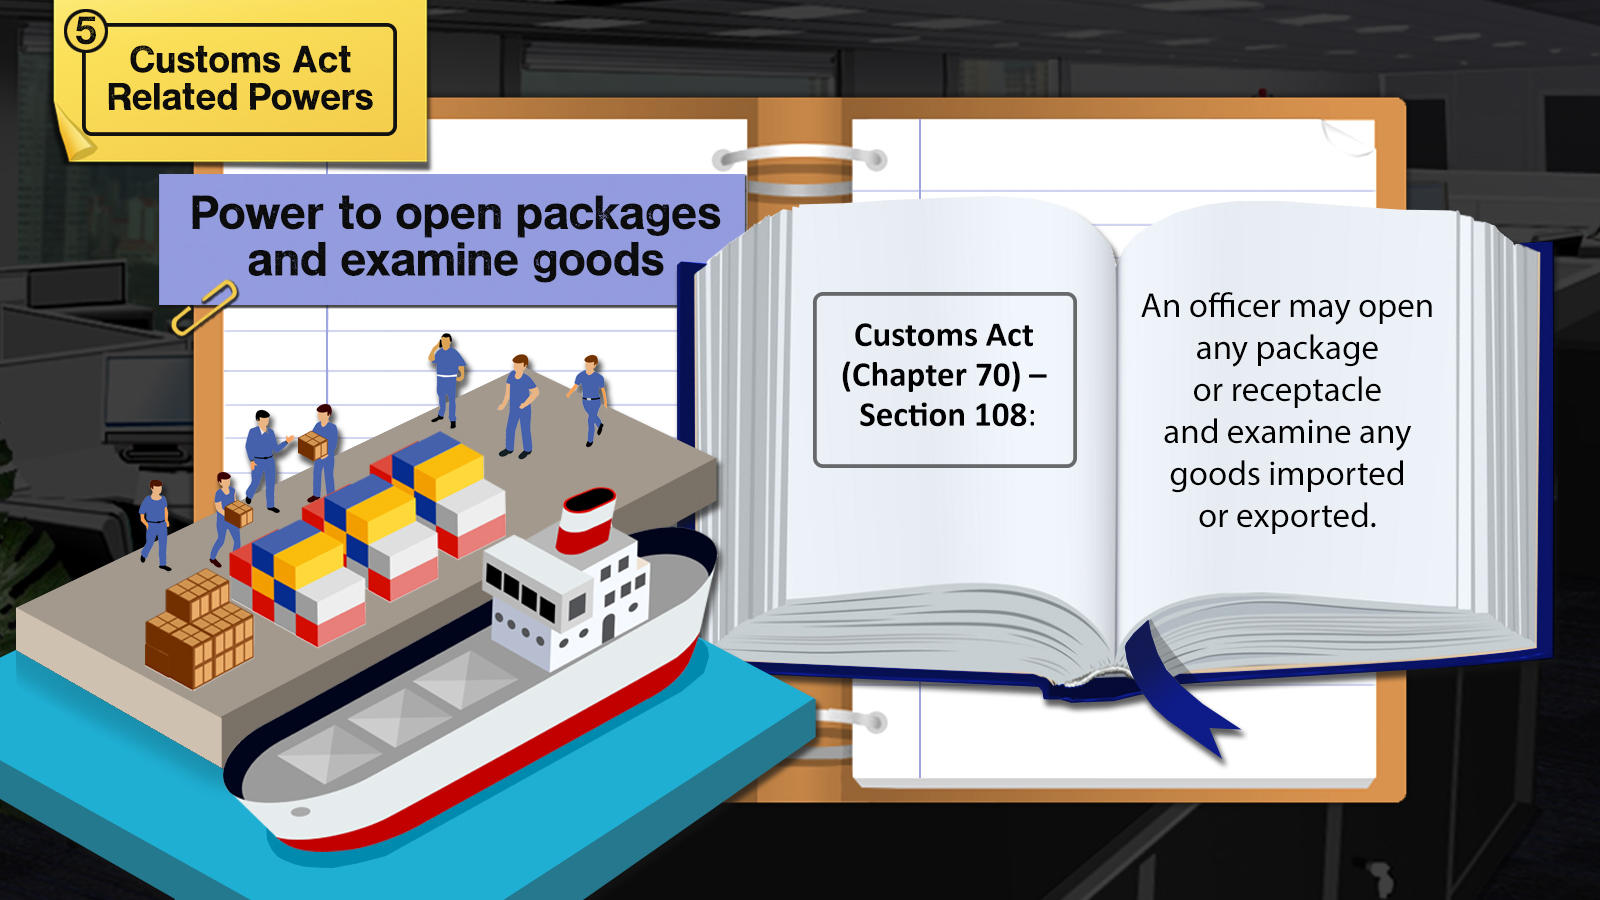 5
Customs Act
Related Powers
Power to open packages
and examine goods
Customs Act
(Chapter 70) –
Section 108:
An officer may open
any package
or receptacle
and examine any
goods imported
or exported.